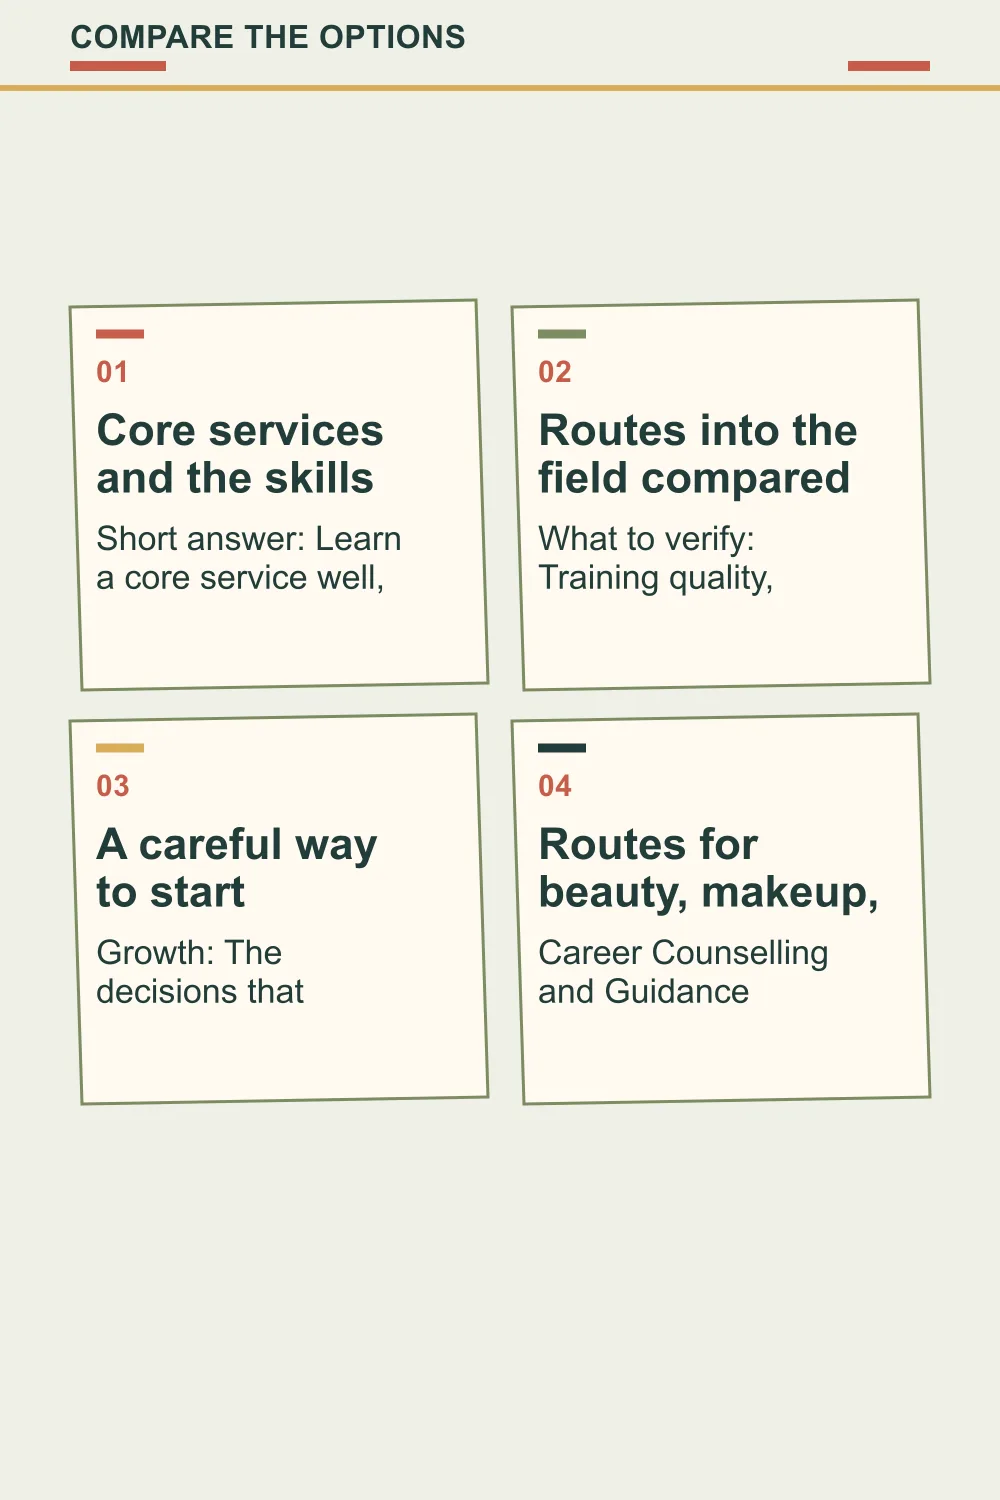 COMPARE THE OPTIONS
01
Core services
and the skills
Short answer: Learn
a core service well,
02
Routes into the
field compared
What to verify:
Training quality,
03
A careful way
to start
Growth: The
decisions that
04
Routes for
beauty, makeup,
Career Counselling
and Guidance